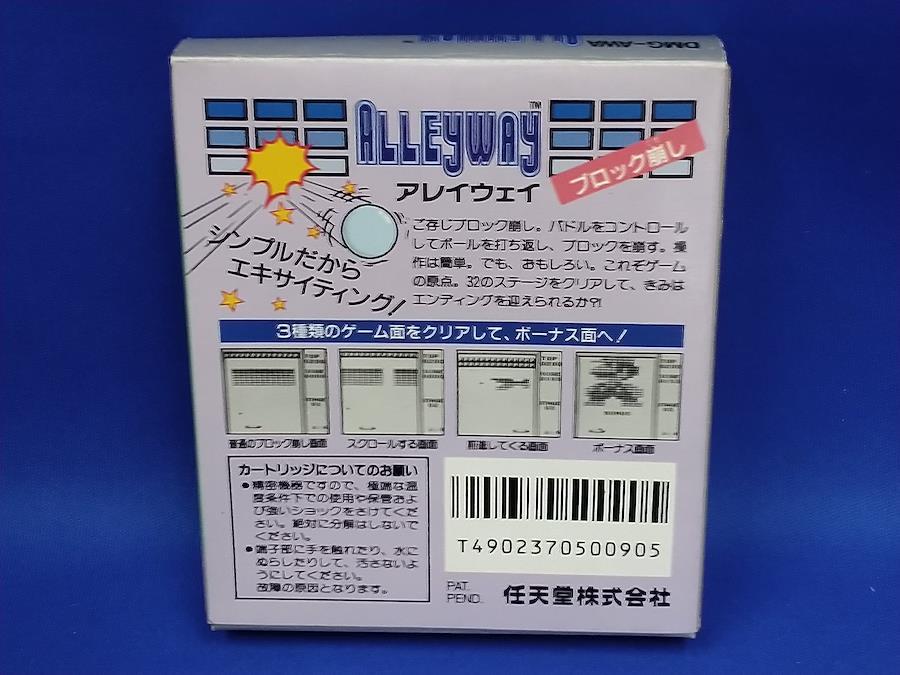 DMG-AWA
ALLEYWAY
TM
アレイウェイ
ブロック崩し
シンプルだから
エキサイティング!
ご存じブロック崩し。パドルをコントロール
してボールを打ち返し、ブロックを崩す。操
作は簡単。でも、おもしろい。これぞゲーム
の原点。32のステージをクリアして、きみは
エンディングを迎えられるか?!
3種類のゲーム面をクリアして、ボーナス面へ!
普通のブロック崩し画面
スクロールする画面
前進してくる画面
ボーナス画面
カートリッジについてのお願い
●精密機器ですので、極端な温
度条件下での使用や保管およ
び強いショックをさけてくだ
さい。絶対に分解はしないで
ください。
●端子部に手を触れたり、水に
ぬらしたりして、汚さないよ
うにしてください。
故障の原因となります。
T4902370500905
PAT.
PEND.
任天堂株式会社